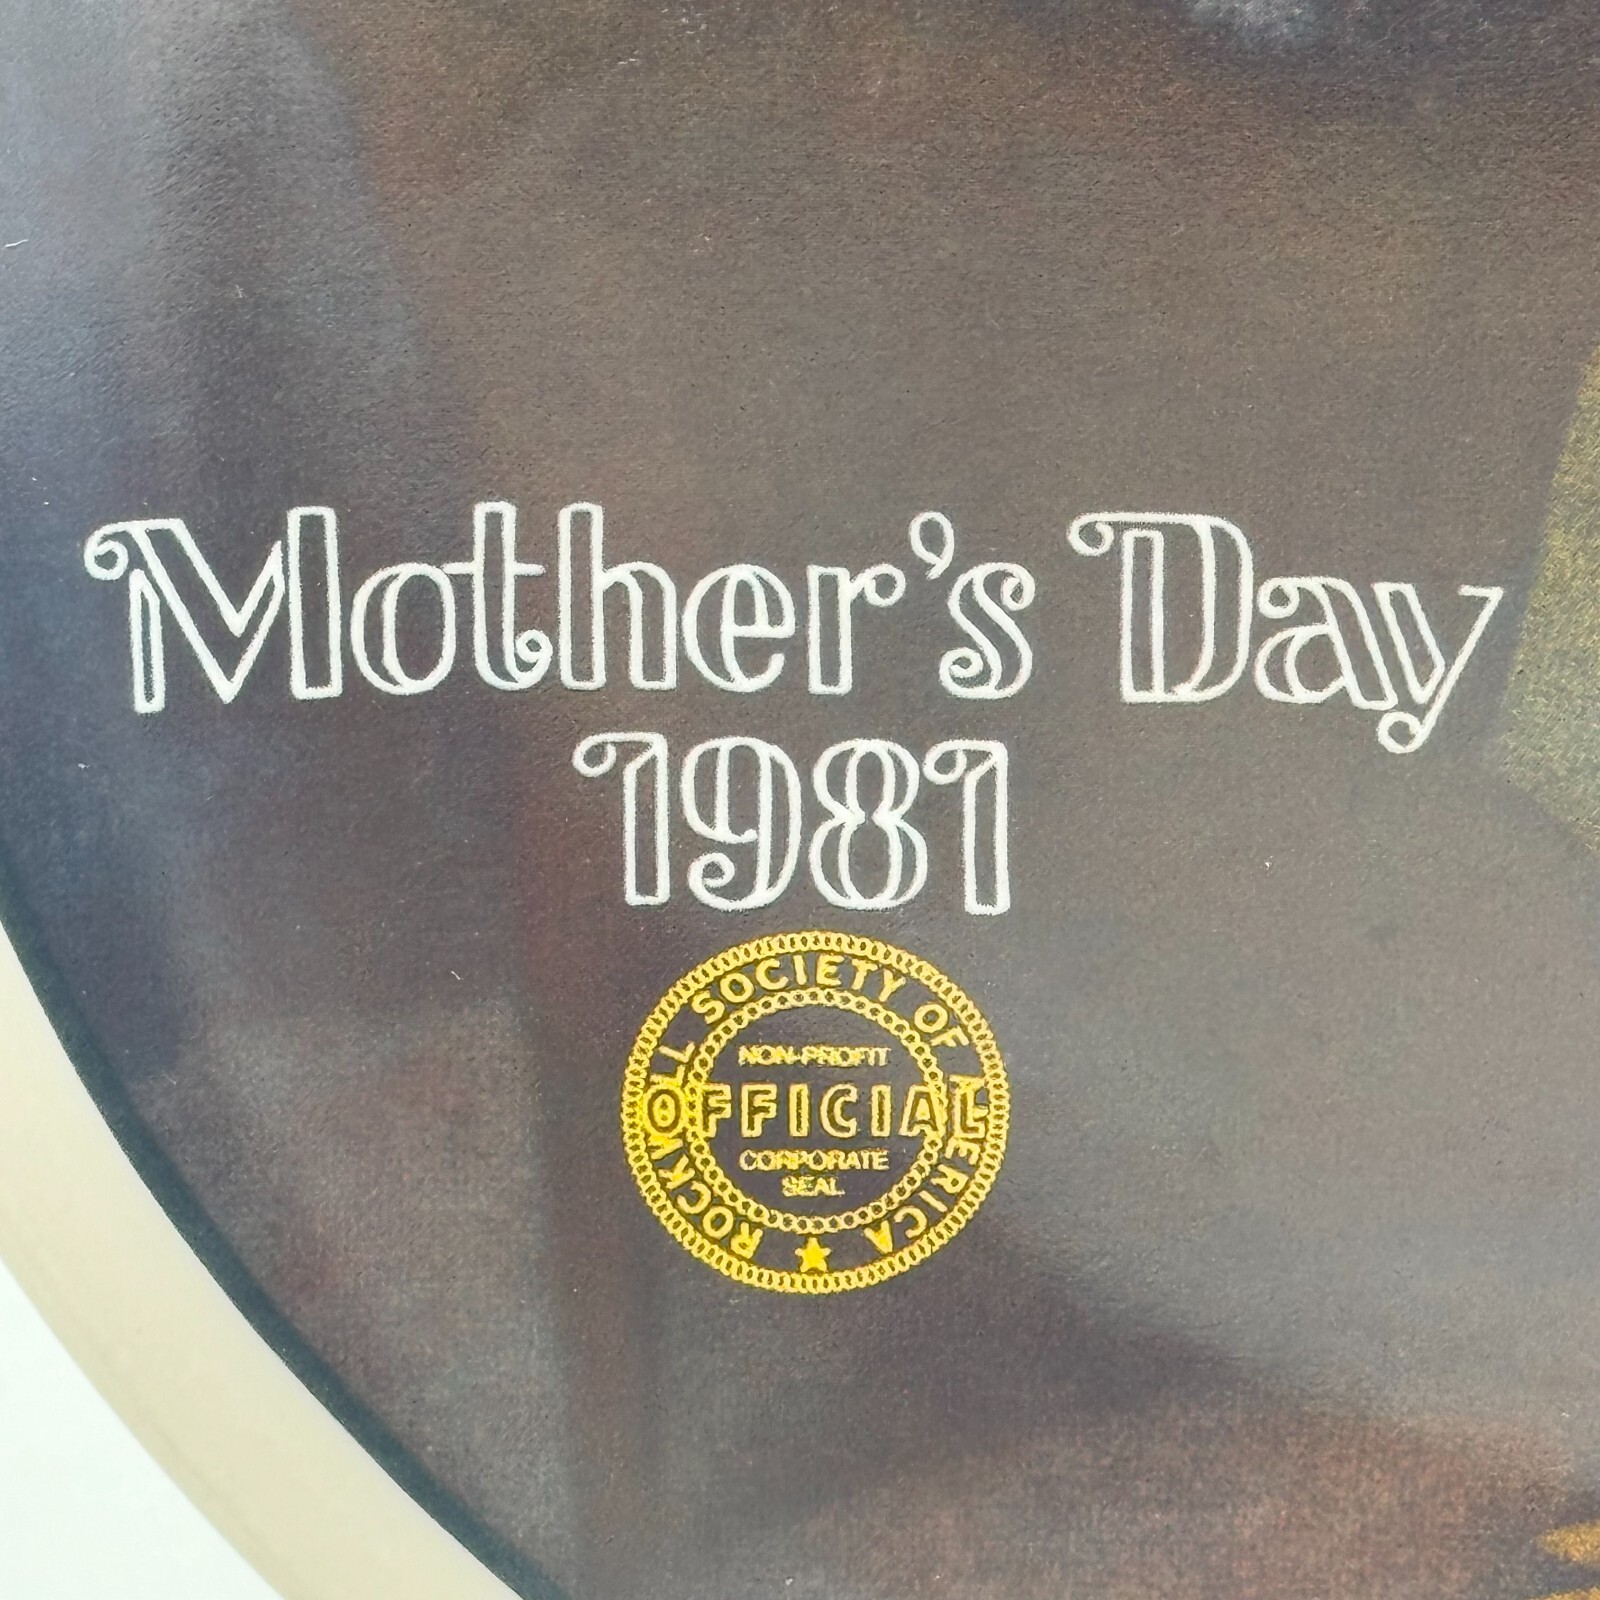 Mother's Day
1981
ROCKWELL SOCIETY OF AMERICA
NON-PROFIT
OFFICIAL
CORPORATE
SEAL